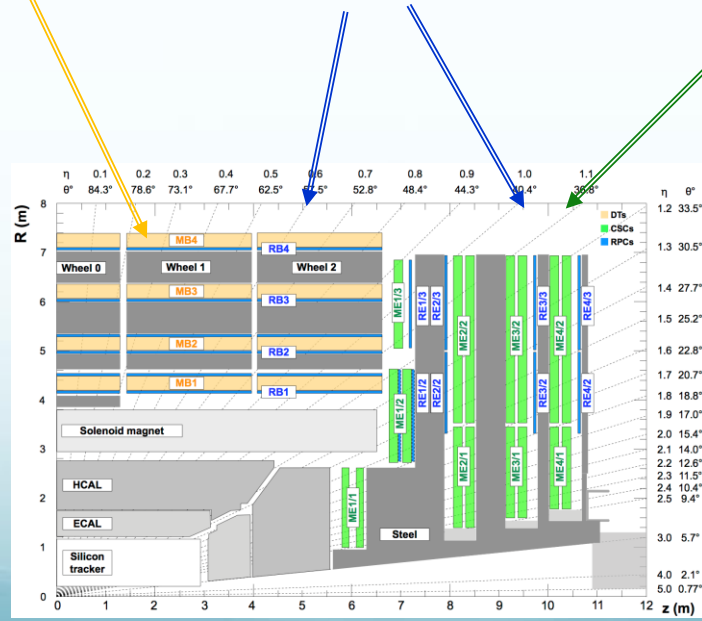 η 0.1 0.2 0.3 0.4 0.5 0.6 0.7 0.8 0.9 1.0 1.1 η θ°
θ° 84.3° 78.6° 73.1° 67.7° 62.5° 52.8° 48.4° 44.3° 36.8°
R (m)
8
7
6
5
4
3
2
1
0
1.2 33.5°
DTs
CSCs
RPCs
1.3 30.5°
1.4 27.7°
1.5 25.2°
1.6 22.8°
1.7 20.7°
1.8 18.8°
1.9 17.0°
2.0 15.4°
2.1 14.0°
2.2 12.6°
2.3 11.5°
2.4 10.4°
2.5 9.4°
3.0 5.7°
4.0 2.1°
5.0 0.77°
MB4
RB4
Wheel 0
Wheel 1
Wheel 2
MB3
RB3
MB2
RB2
MB1
RB1
Solenoid magnet
HCAL
ECAL
Silicon
tracker
Steel
ME1/3
RE1/3
RE2/3
ME2/2
ME3/2
RE3/3
ME4/2
RE4/3
ME1/2
RE1/2
RE2/2
RE3/2
RE4/2
ME1/1
ME2/1
ME3/1
ME4/1
0 1 2 3 4 5 6 7 8 9 10 11 12
z (m)